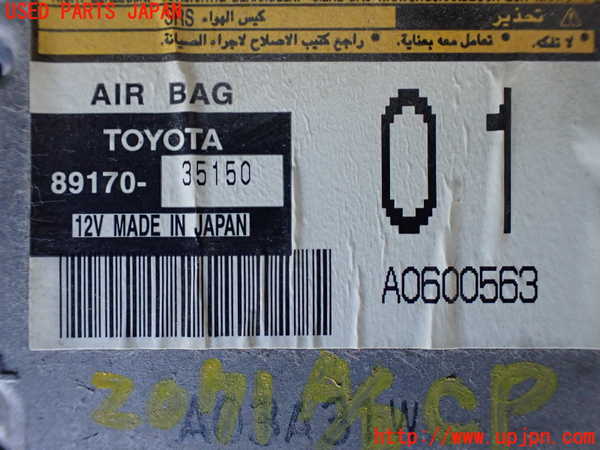 USED PARTS JAPAN
تحذير
كيس الهواء SRS
• لا تفكه. • تعامل معه بعناية. • راجع كتيب الاصلاح لاجراء الصيانة.
AIR BAG
01
TOYOTA
89170- 35150
12V MADE IN JAPAN
A0600563
http://www.upjpn.com/